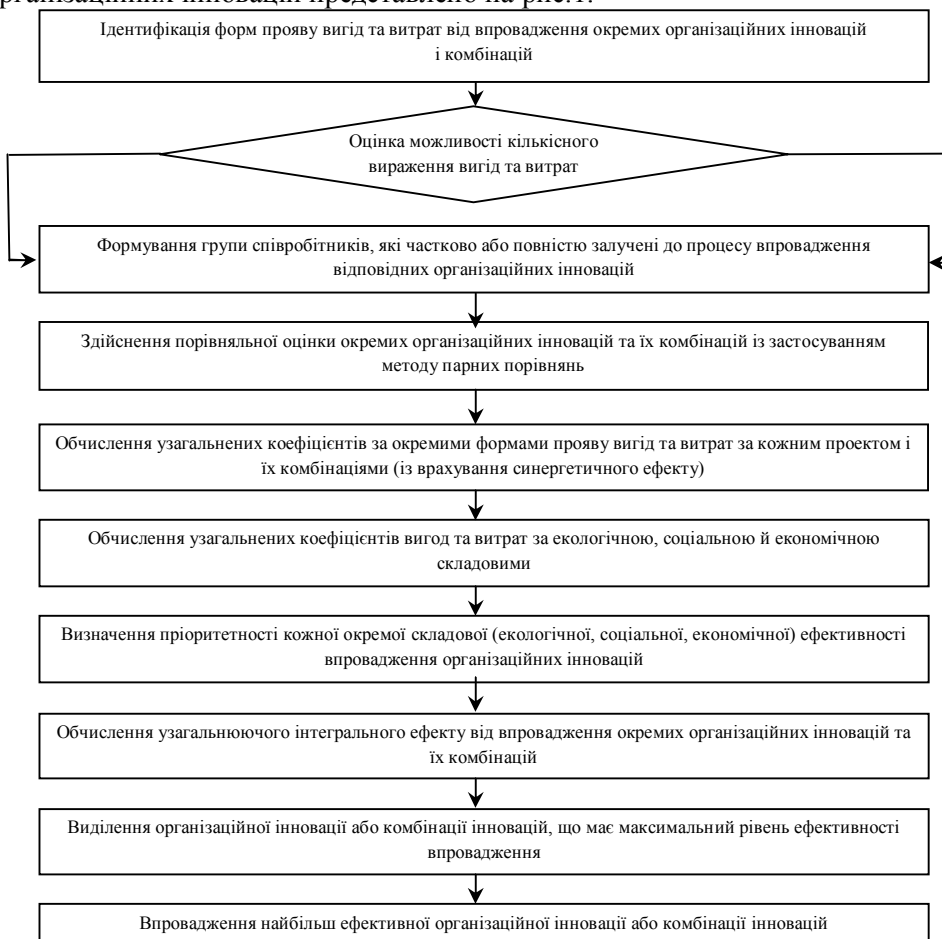 рганізаційних інновацій представлено на рис.1.
Ідентифікація форм прояву вигід та витрат від впровадження окремих організаційних інновацій
і комбінацій
Оцінка можливості кількісного
вираження вигід та витрат
Формування групи співробітників, які частково або повністю залучені до процесу впровадження
відповідних організаційних інновацій
Здійснення порівняльної оцінки окремих організаційних інновацій та їх комбінацій із застосуванням
методу парних порівнянь
Обчислення узагальнених коефіцієнтів за окремими формами прояву вигід та витрат за кожним проектом і
їх комбінаціями (із врахування синергетичного ефекту)
Обчислення узагальнених коефіцієнтів вигод та витрат за екологічною, соціальною й економічною
складовими
Визначення пріоритетності кожної окремої складової (екологічної, соціальної, економічної) ефективності
впровадження організаційних інновацій
Обчислення узагальнюючого інтегрального ефекту від впровадження окремих організаційних інновацій та
їх комбінацій
Виділення організаційної інновації або комбінації інновацій, що має максимальний рівень ефективності
впровадження
Впровадження найбільш ефективної організаційної інновації або комбінації інновацій